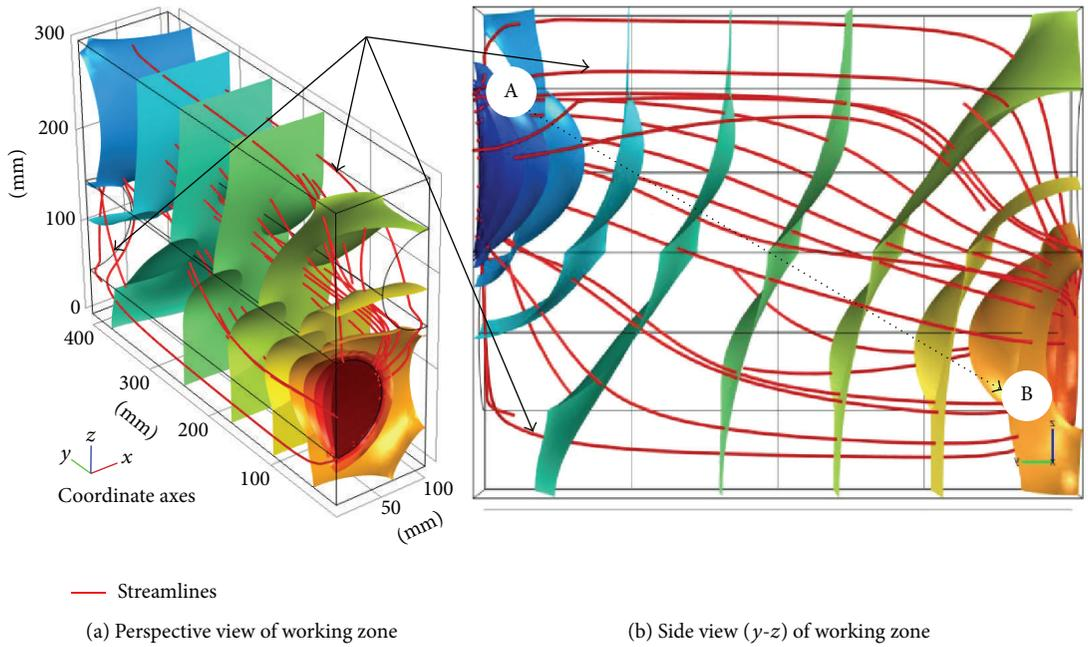 300
200
100
0
(mm)
400
300
200
100
(mm)
100
50
(mm)
z
y
x
Coordinate axes
A
B
z
y
x
Streamlines
(a) Perspective view of working zone
(b) Side view (y-z) of working zone